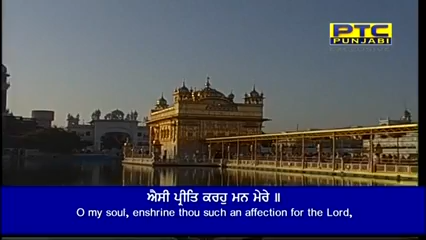 PTC
PUNJABI
ਐਸੀ ਪ੍ਰੀਤਿ ਕਰਹੁ ਮਨ ਮੇਰੇ ॥
O my soul, enshrine thou such an affection for the Lord,